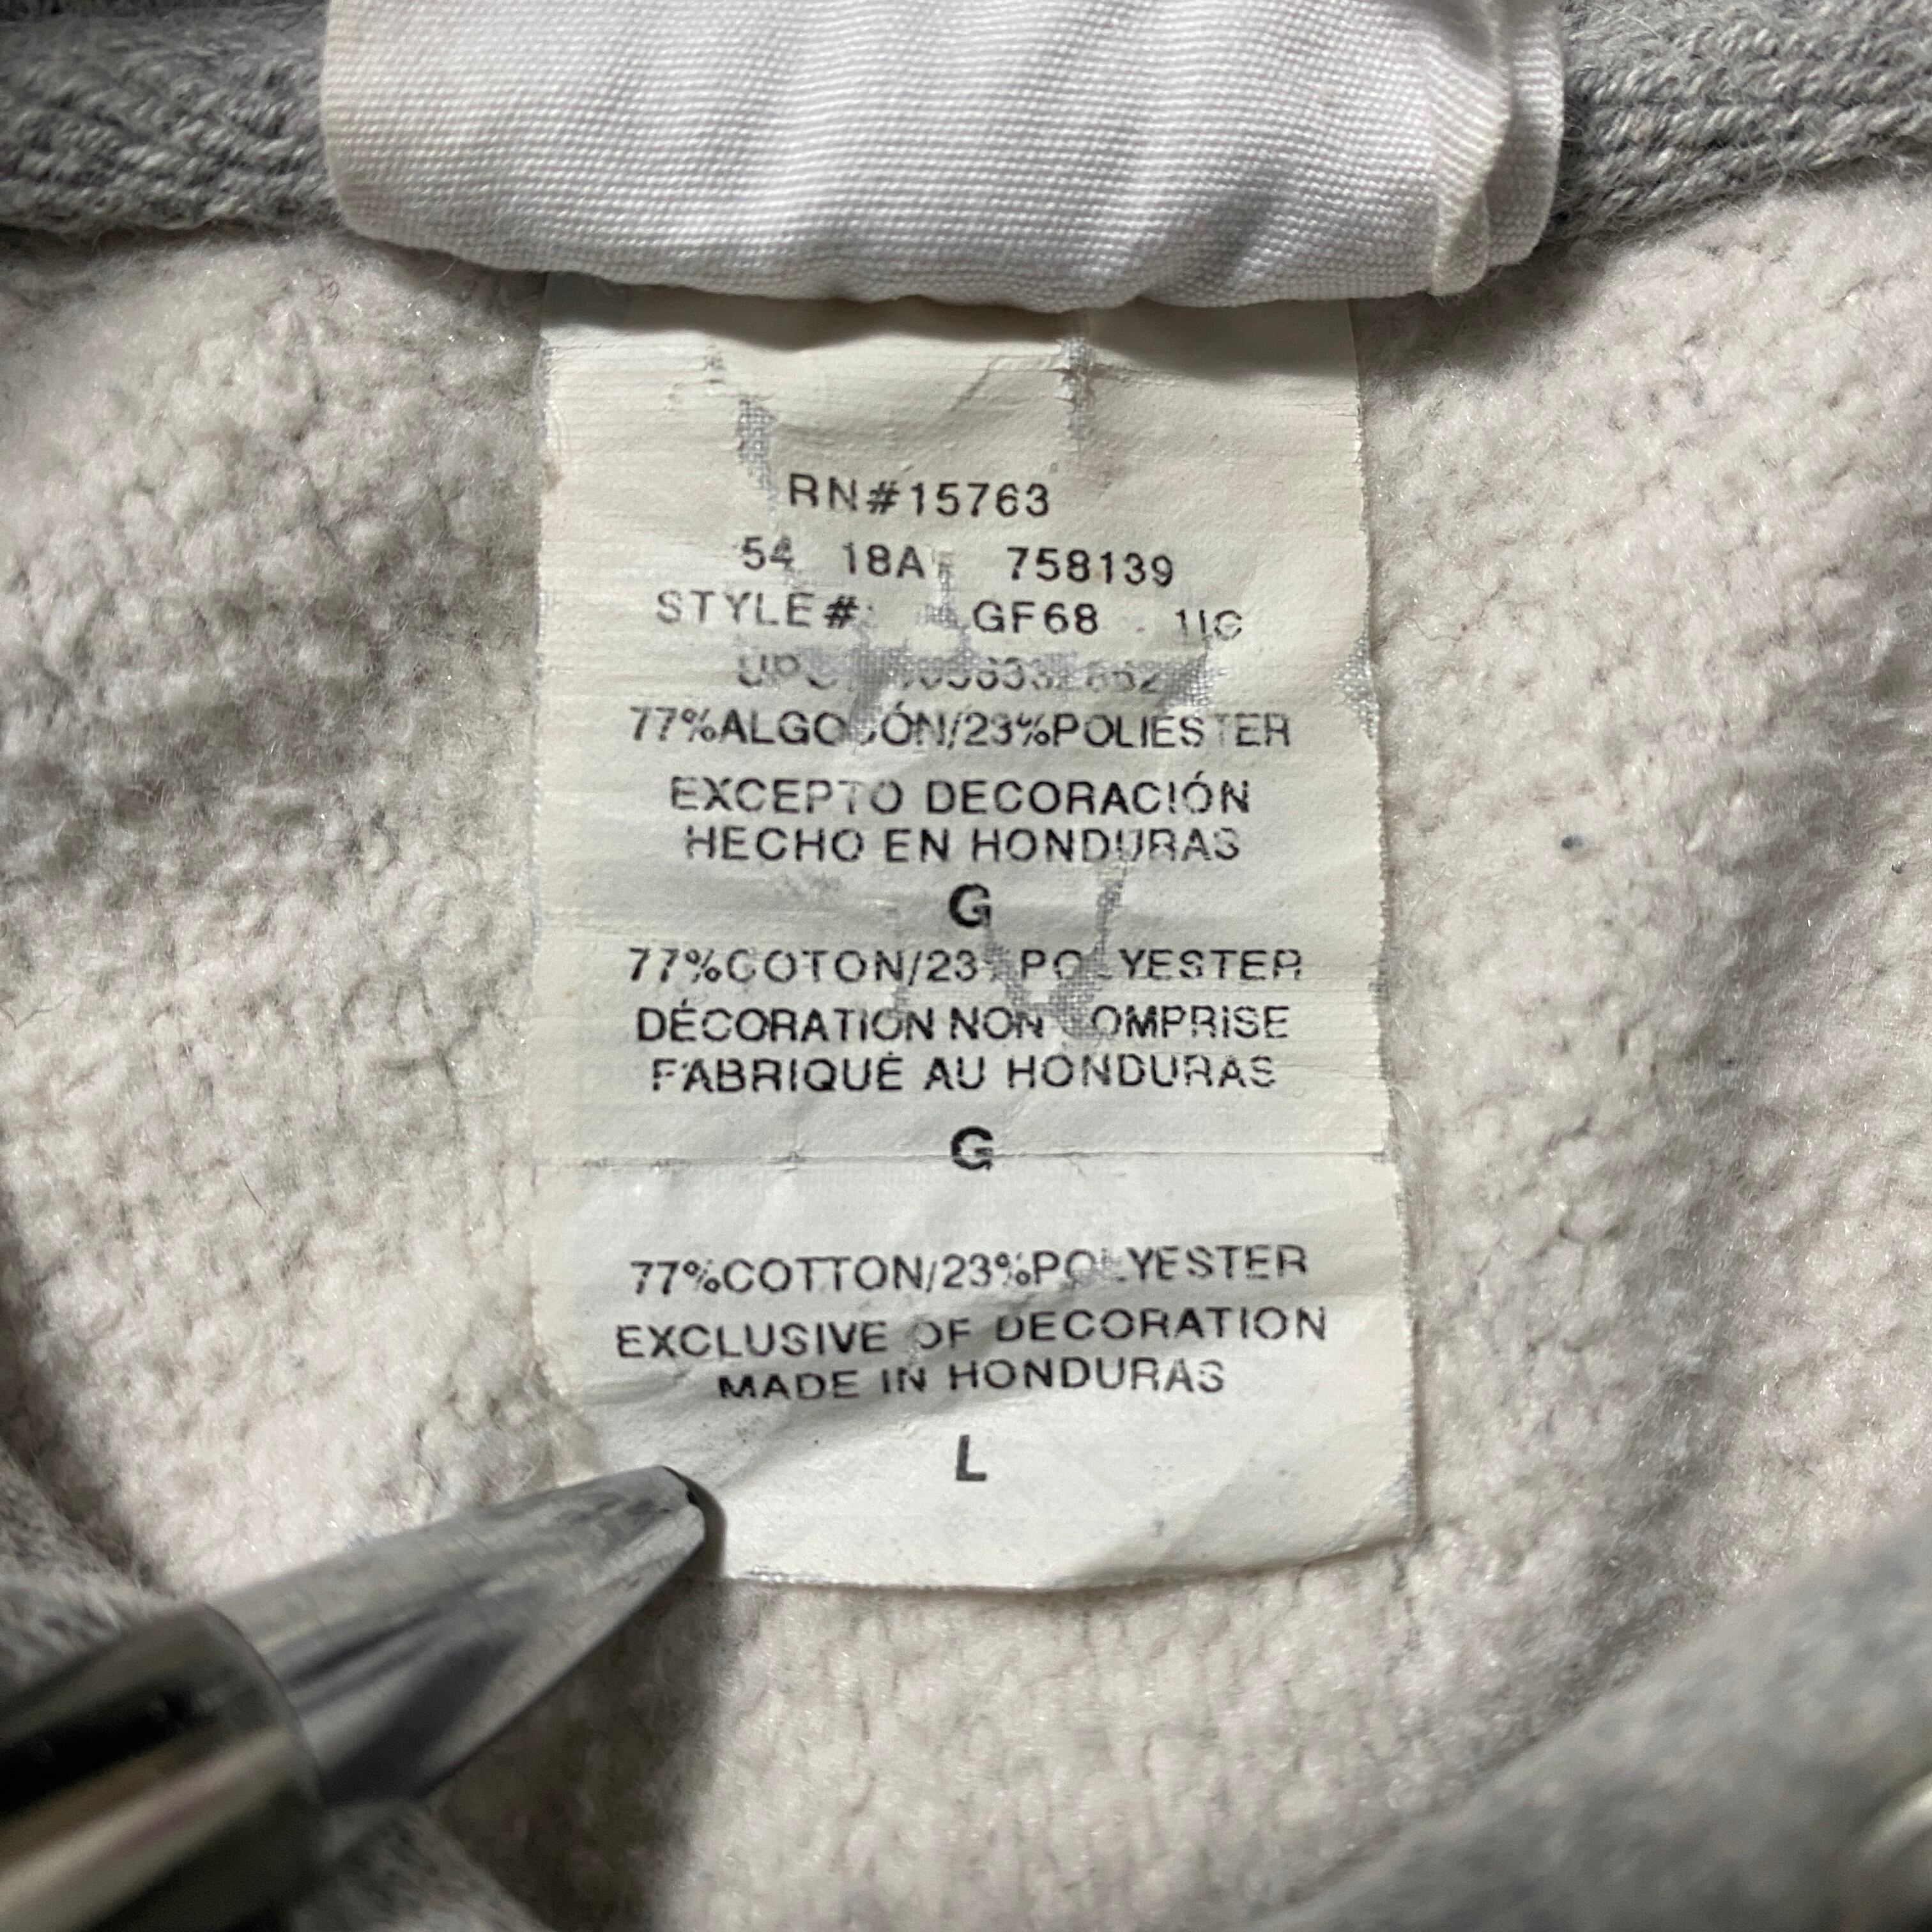 RN#15763
54 18A 758139
STYLE# GF68
77%ALGODÓN/23%POLIESTER
EXCEPTO DECORACIÓN
HECHO EN HONDURAS
G
77%COTON/23%POLYESTER
DÉCORATION NON COMPRISE
FABRIQUÉ AU HONDURAS
G
77%COTTON/23%POLYESTER
EXCLUSIVE OF DECORATION
MADE IN HONDURAS
L